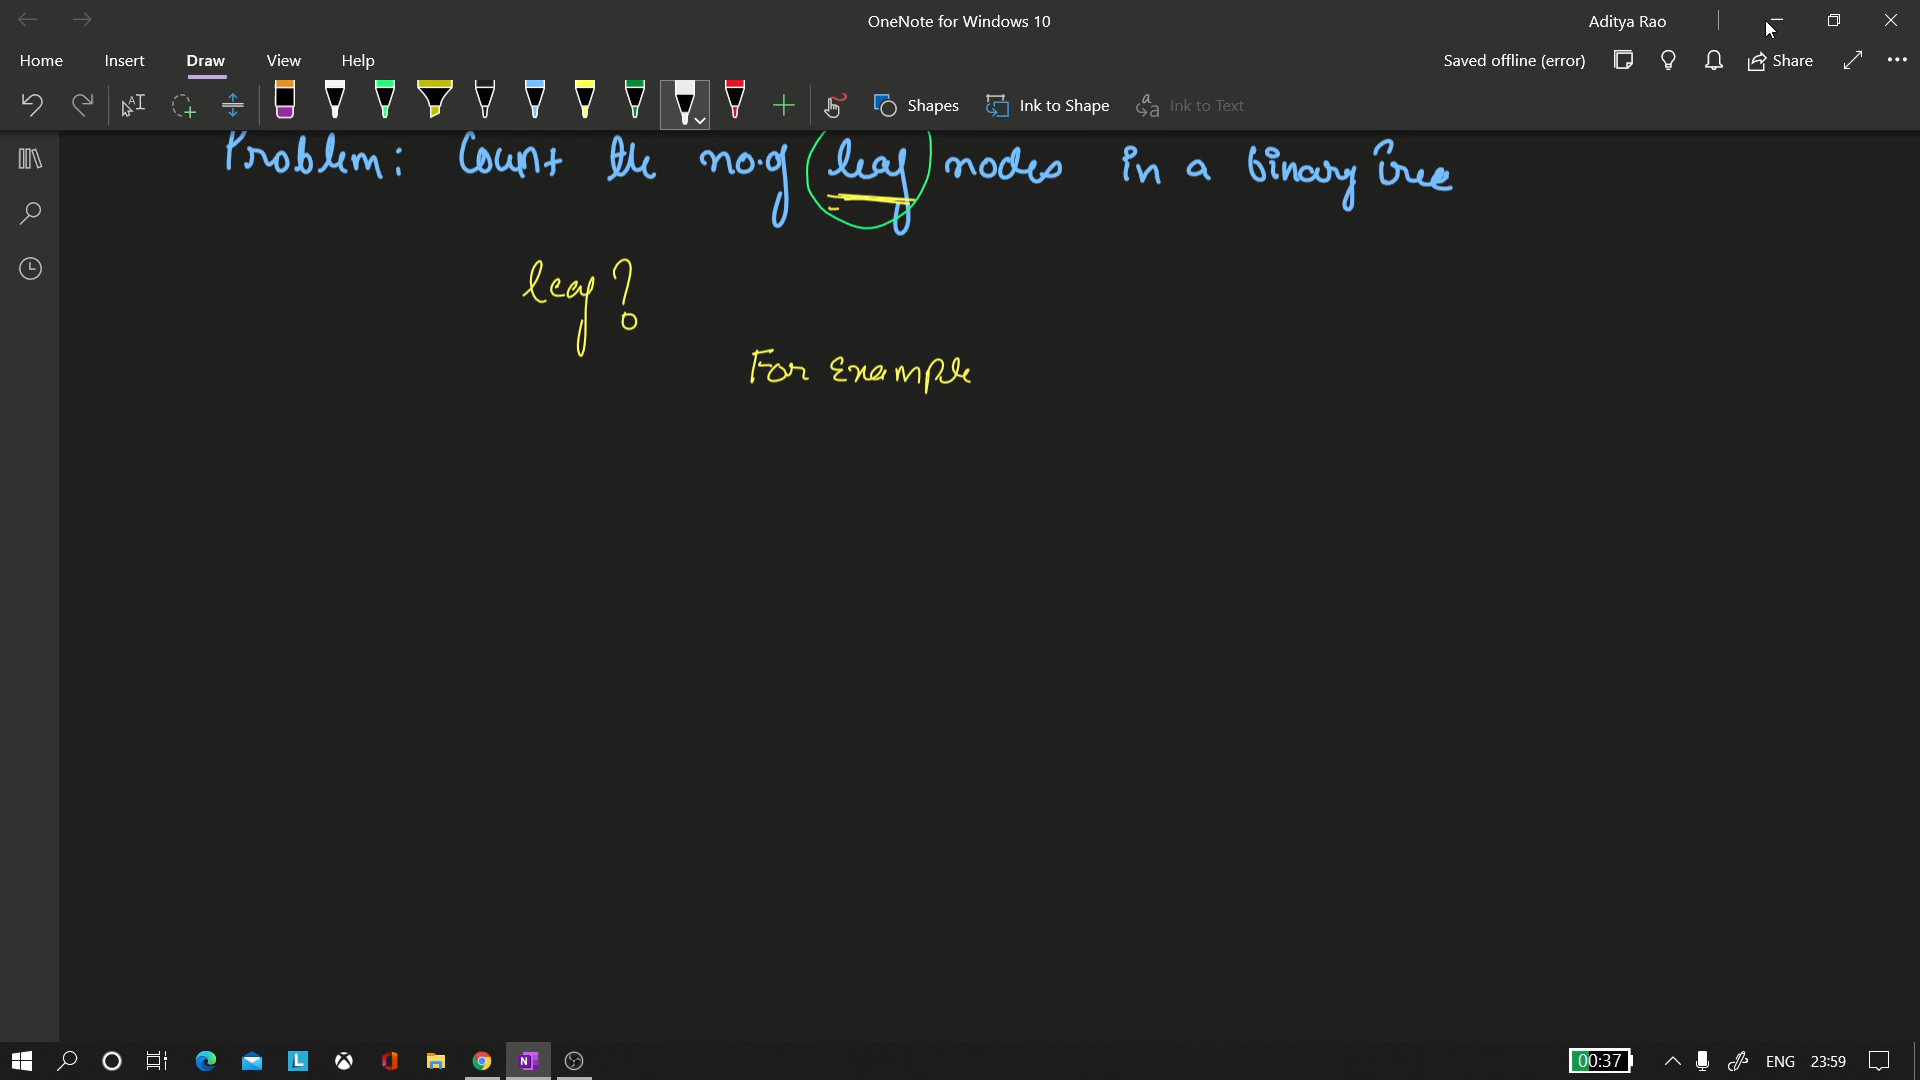 OneNote for Windows 10
Aditya Rao
Home Insert Draw View Help
Saved offline (error) Share
Shapes Ink to Shape Ink to Text
Problem: Count the no.of leaf nodes in a binary tree
leaf ?
For Example
00:37 ENG 23:59